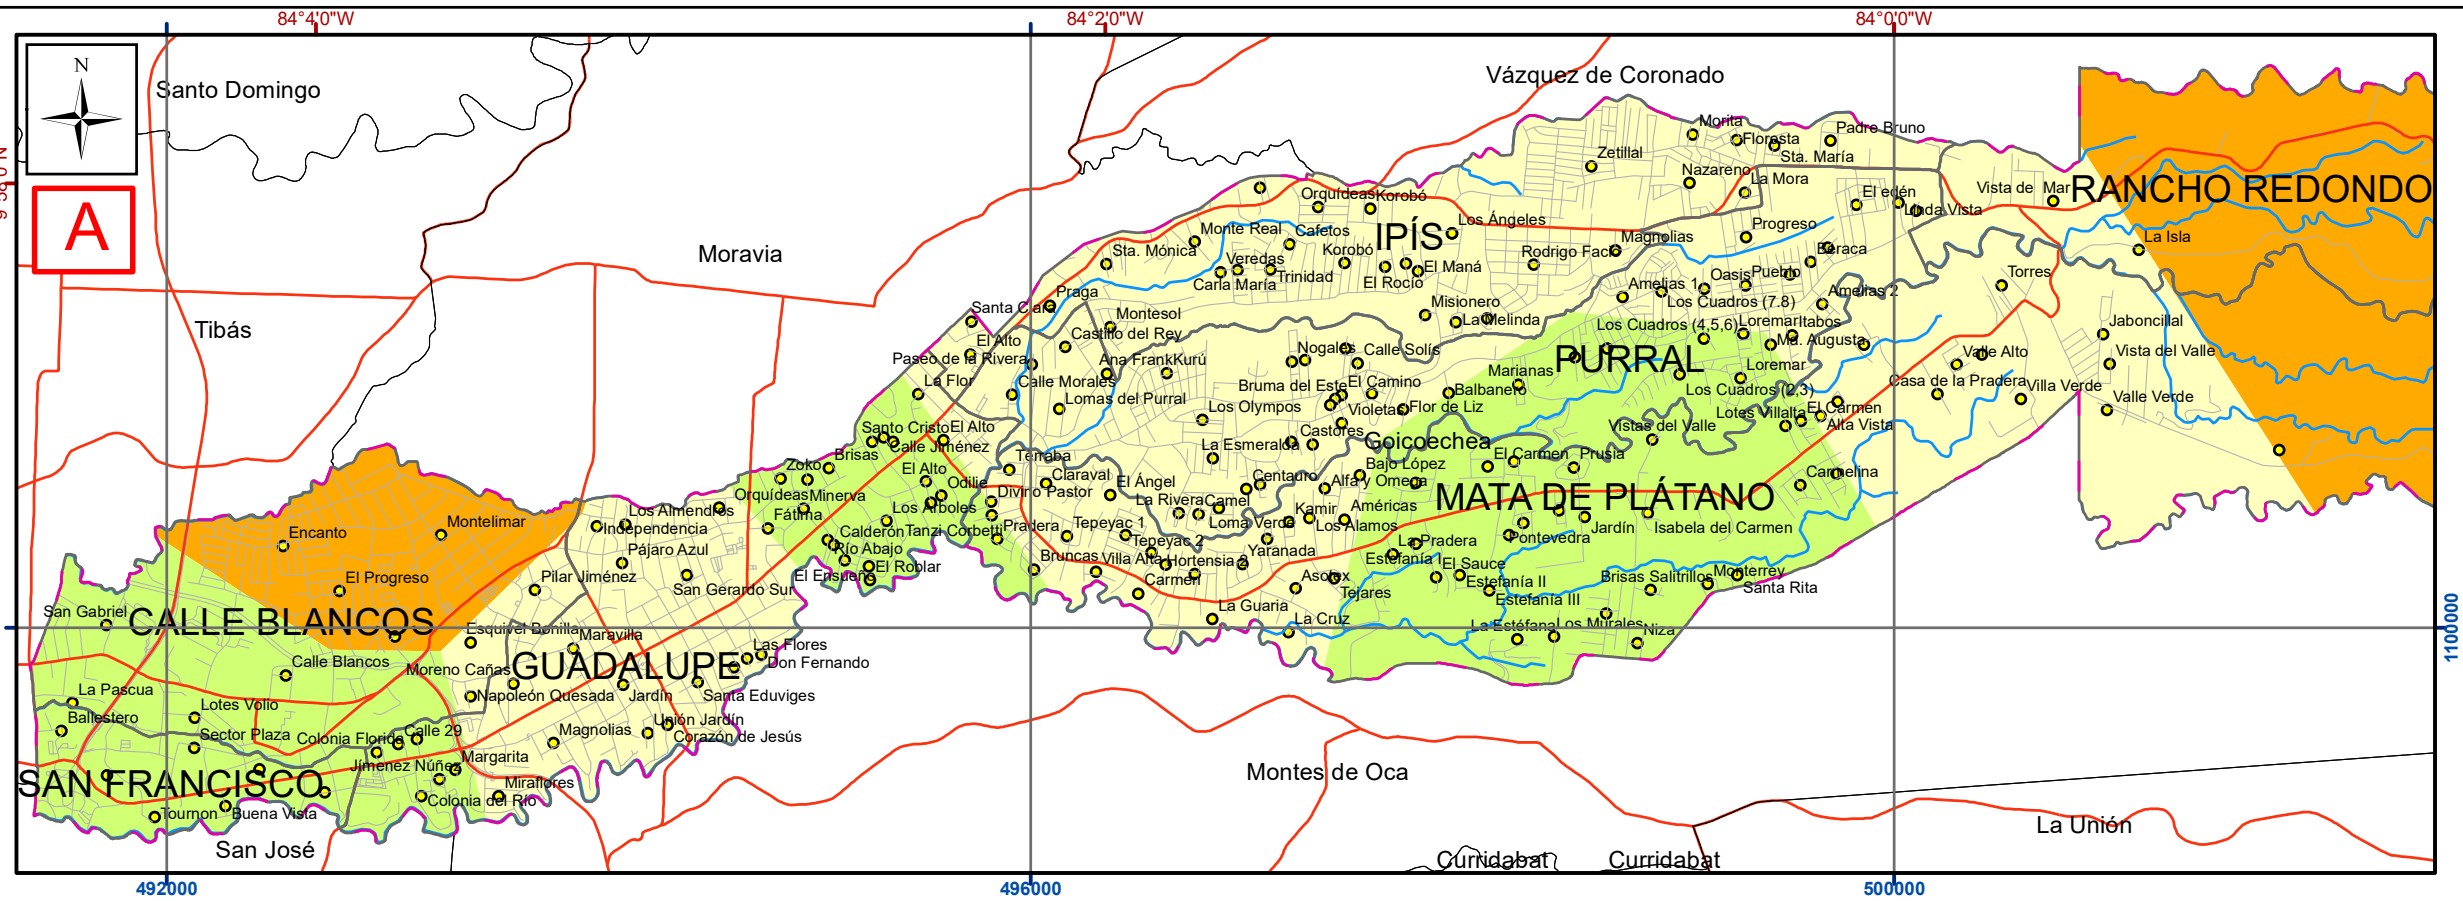 84°4'0"W
84°2'0"W
84°0'0"W
N
A
Santo Domingo
Vázquez de Coronado
Moravia
Tibás
Morita
Floresta
Padre Bruno
Sta. María
Zetillal
Nazareno
La Mora
El edén
Linda Vista
Vista de Mar
RANCHO REDONDO
Orquídeas
Korobó
Los Ángeles
IPÍS
Monte Real
Cafetos
Sta. Mónica
Korobó
Veredas
Trinidad
Carla María
El Maná
El Rocío
Rodrigo Facio
Magnolias
Progreso
Beraca
La Isla
Oasis
Pueblo
Torres
Amelias 1
Amelias 2
Los Cuadros (7.8)
Praga
Santa Clara
Montesol
Castillo del Rey
Misionero
La Melinda
Los Cuadros (4,5,6)
Loremar
Itabos
Jaboncillal
El Alto
Paseo de la Rivera
Ana Frank
Kurú
Nogales
Calle Solís
PURRAL
Md. Augusta
Valle Alto
Vista del Valle
La Flor
Calle Morales
Bruma del Este
El Camino
Marianas
Balbanero
Loremar
Los Cuadros (2,3)
Casa de la Pradera
Villa Verde
Valle Verde
Lomas del Purral
Los Olympos
Violetas
Flor de Liz
Lotes Villalta
El Carmen
Alta Vista
Vistas del Valle
Santo Cristo
El Alto
Calle Jiménez
La Esmeralda
Castores
Goicoechea
Zoko
Brisas
Térraba
El Carmen
Prusia
Carmelina
El Alto
Odilie
Claraval
El Ángel
Centauro
Bajo López
Alfa y Omega
Orquídeas
Minerva
Divino Pastor
La Rivera
Camel
MATA DE PLÁTANO
Los Almendros
Independencia
Fátima
Los Árboles
Calderón
Tanzi
Corbetti
Pradera
Tepeyac 1
Loma Verde
Kamir
Américas
Los Alamos
Jardín
Isabela del Carmen
Encanto
Montelimar
Pájaro Azul
Río Abajo
El Roblar
El Ensueño
Bruncas
Tepeyac 2
Villa Alta
Hortensia 2
Carmen
Yaranada
La Pradera
Pontevedra
Estefanía I
El Sauce
Estefanía II
Estefanía III
Brisas Salitrillos
Monterrey
Santa Rita
El Progreso
Pilar Jiménez
San Gerardo Sur
Asotex
Tejares
La Guaria
La Cruz
La Estéfana
Los Murales
Niza
San Gabriel
CALLE BLANCOS
Esquivel Bonilla
Maravilla
Las Flores
Don Fernando
GUADALUPE
Calle Blancos
Moreno Cañas
Napoleón Quesada
Jardín
Santa Eduviges
La Pascua
Ballestero
Lotes Volio
Sector Plaza
Colonia Florida
Calle 29
Magnolias
Unión Jardín
Corazón de Jesús
Jímenez Núñez
Margarita
Miraflores
Colonia del Río
SAN FRANCISCO
Tournon
Buena Vista
San José
Montes de Oca
Curridabat
Curridabat
La Unión
1100000
492000
496000
500000